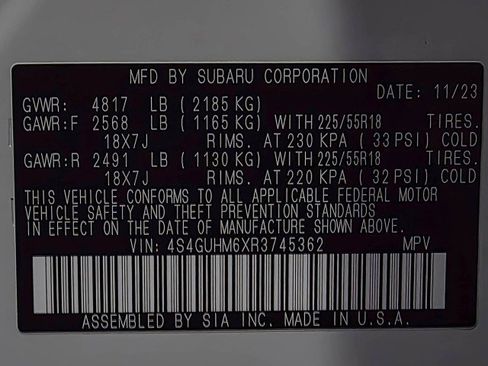 MFD BY SUBARU CORPORATION
DATE: 11/23
GVWR: 4817 LB ( 2185 KG)
GAWR:F 2568 LB ( 1165 KG) WITH 225/55R18 TIRES.
18X7J RIMS. AT 230 KPA ( 33 PSI) COLD
GAWR:R 2491 LB ( 1130 KG) WITH 225/55R18 TIRES.
18X7J RIMS. AT 220 KPA ( 32 PSI) COLD
THIS VEHICLE CONFORMS TO ALL APPLICABLE FEDERAL MOTOR
VEHICLE SAFETY AND THEFT PREVENTION STANDARDS
IN EFFECT ON THE DATE OF MANUFACTURE SHOWN ABOVE.
VIN: 4S4GUHM6XR3745362 MPV
ASSEMBLED BY SIA INC. MADE IN U.S.A.